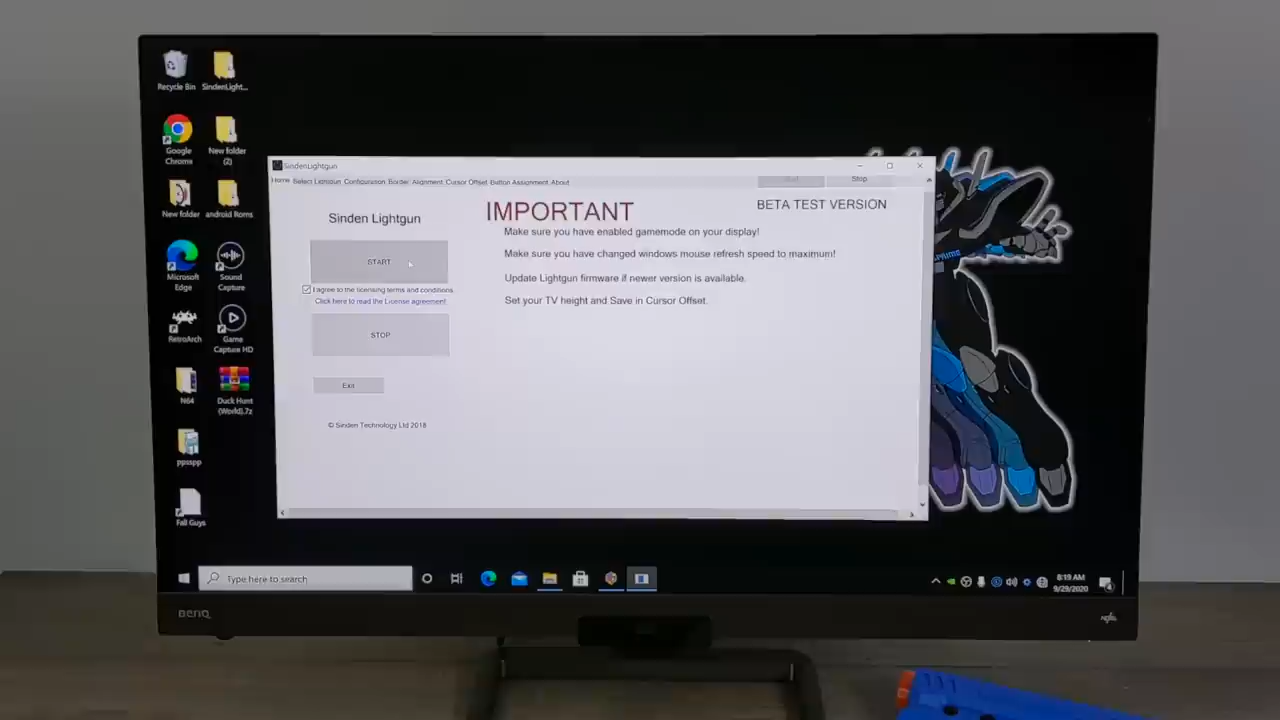 Recycle Bin
SindenLight...
Google Chrome
New folder (2)
New folder
android Roms
Microsoft Edge
Sound Capture
RetroArch
Game Capture HD
N64
Duck Hunt (World).7z
ppsspp
Fall Guys
SindenLightgun
Home Select Lightgun Configuration Border Alignment Cursor Offset Button Assignment About
Stop
Sinden Lightgun
START
I agree to the licensing terms and conditions
Click here to read the License agreement
STOP
Exit
© Sinden Technology Ltd 2018
IMPORTANT
BETA TEST VERSION
Make sure you have enabled gamemode on your display!
Make sure you have changed windows mouse refresh speed to maximum!
Update Lightgun firmware if newer version is available.
Set your TV height and Save in Cursor Offset.
PRIME
Type here to search
8:19 AM
9/29/2020
BenQ